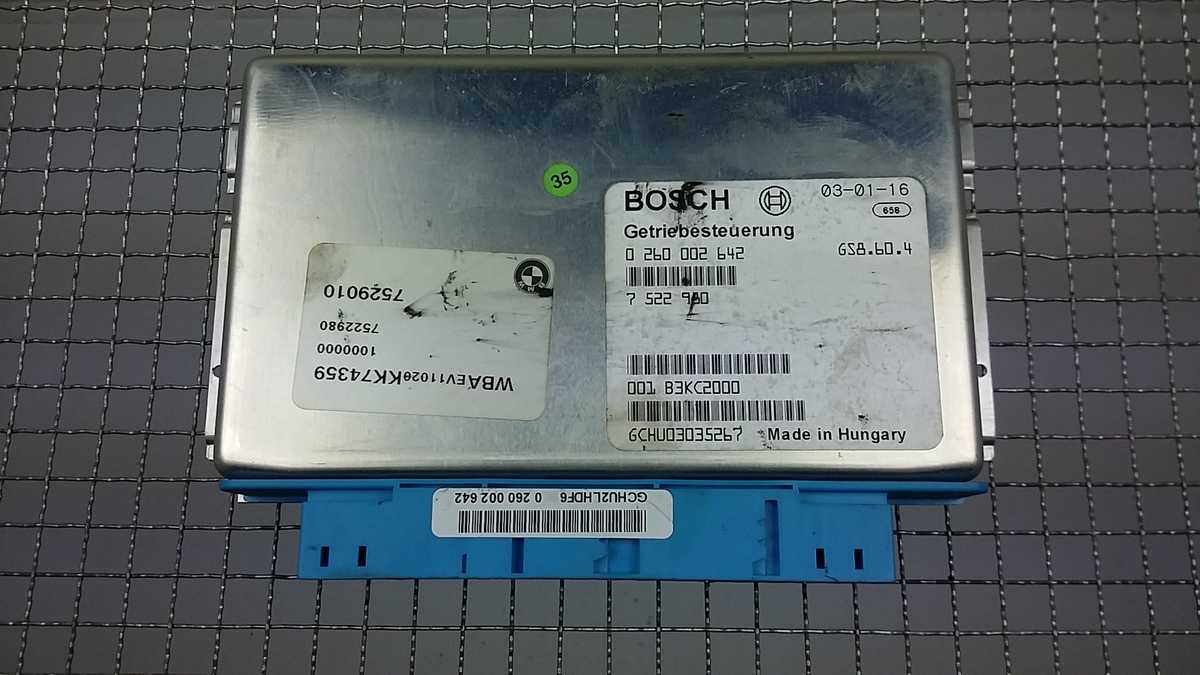 35
BOSCH 03-01-16
658
Getriebesteuerung
0 260 002 642 GS8.60.4
7 522 980
001 B3KC2000
GCHU03035267 Made in Hungary
BMW
WBAEV11020KK74359
1000000
7522980
7529010
GCHU2LHDF6 0 260 002 642